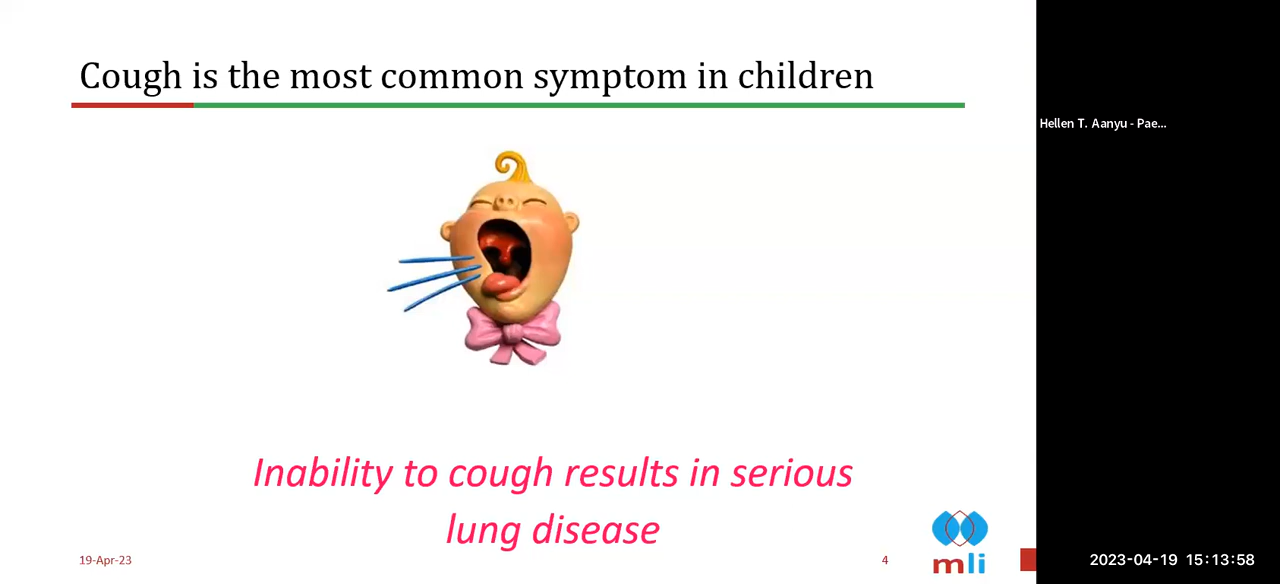 Cough is the most common symptom in children
Hellen T. Aanyu - Pae...
Inability to cough results in serious
lung disease
19-Apr-23
4
mli
2023-04-19 15:13:58